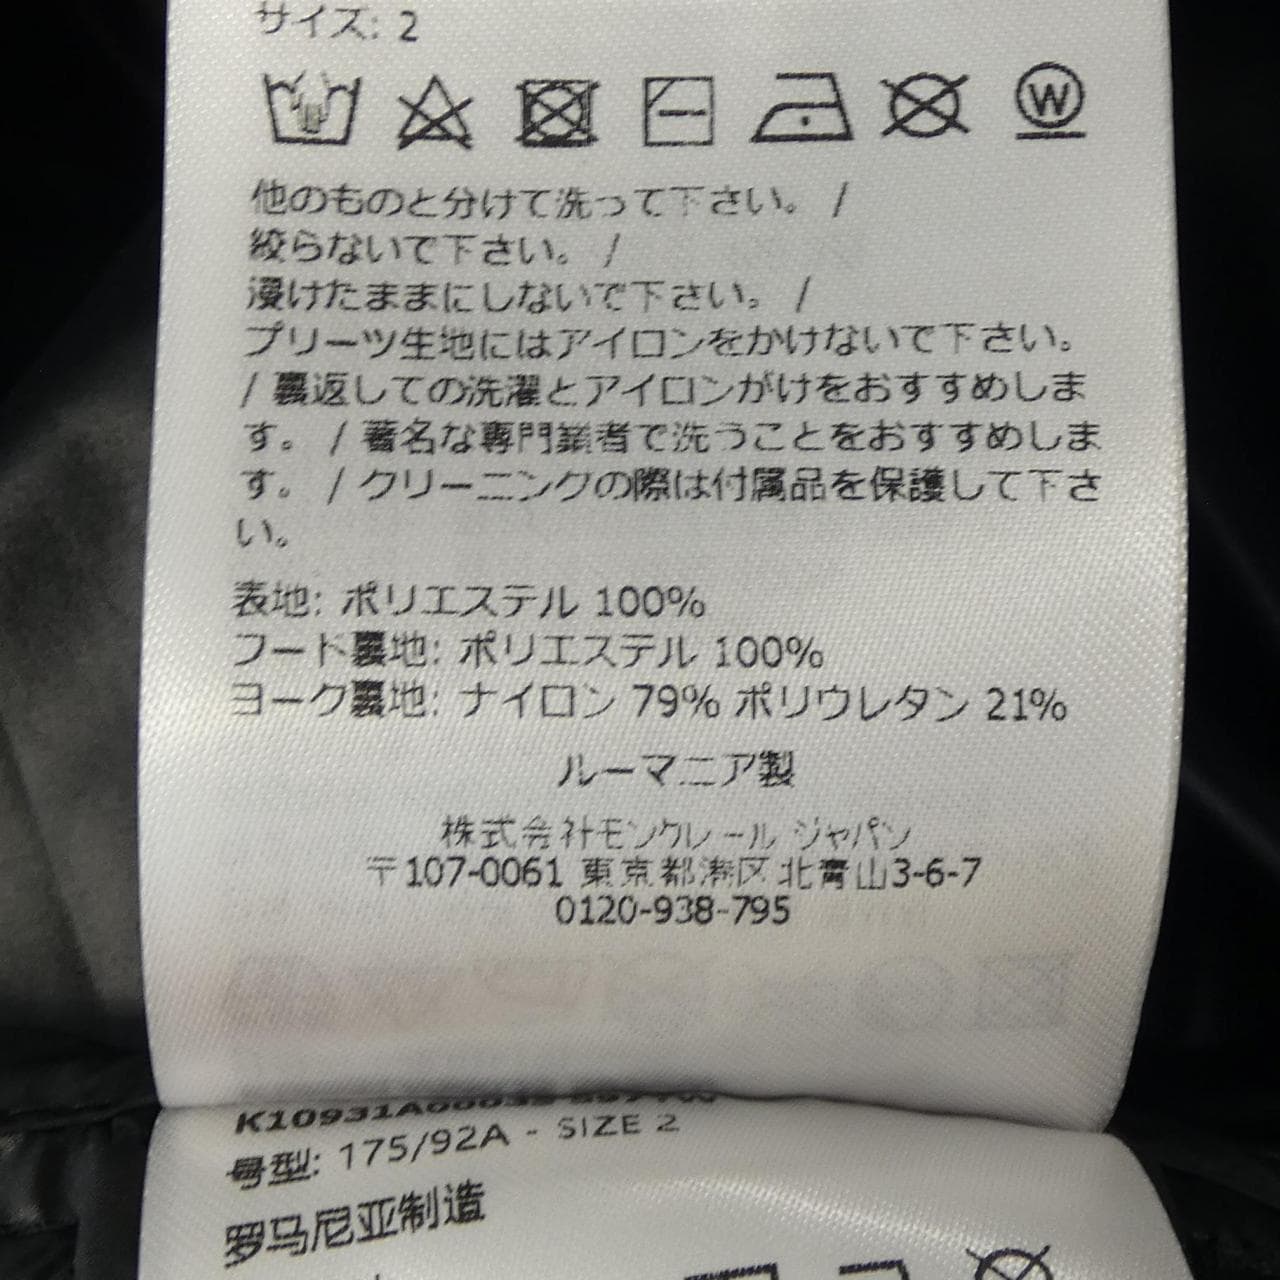 サイズ: 2
W
他のものと分けて洗って下さい。 /
絞らないで下さい。 /
浸けたままにしないで下さい。 /
プリーツ生地にはアイロンをかけないで下さい。
/ 裏返しての洗濯とアイロンがけをおすすめしま
す。 / 著名な専門業者で洗うことをおすすめしま
す。 / クリーニングの際は付属品を保護して下さ
い。
表地: ポリエステル 100%
フード裏地: ポリエステル 100%
ヨーク裏地: ナイロン 79% ポリウレタン 21%
ルーマニア製
株式会社モンクレール ジャパン
〒107-0061 東京都港区北青山3-6-7
0120-938-795
号型: 175/92A - SIZE 2
罗马尼亚制造